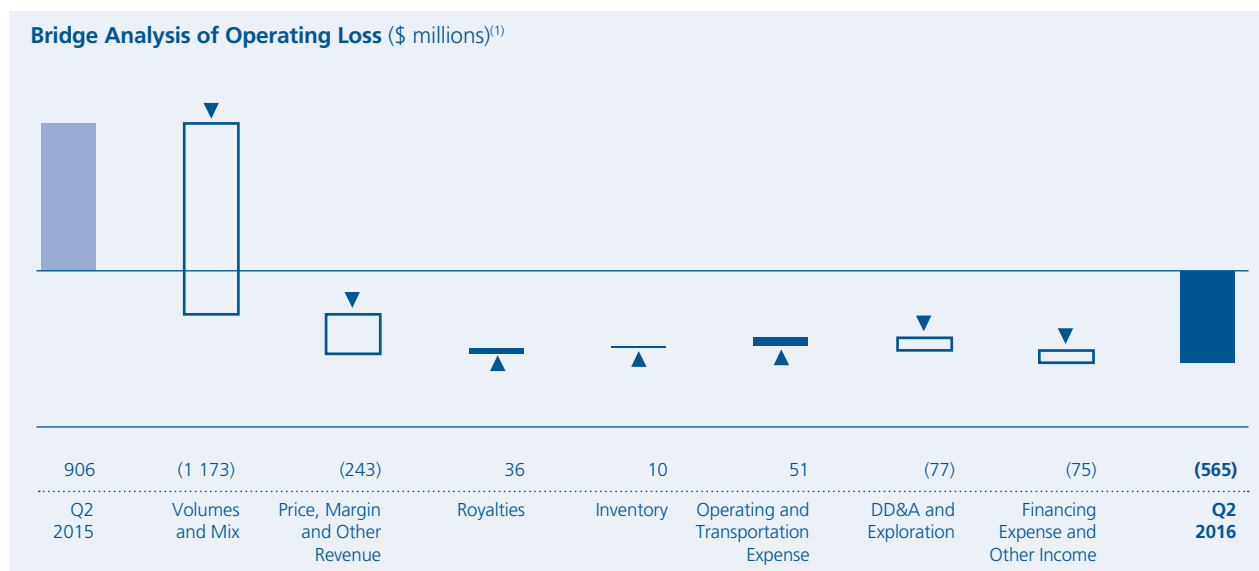 Bridge Analysis of Operating Loss ($ millions)(1)
906 (1 173) (243) 36 10 51 (77) (75) (565)
Q2 Volumes Price, Margin Royalties Inventory Operating and DD&A and Financing Q2
2015 and Mix and Other Transportation Exploration Expense and 2016
Revenue Expense Other Income